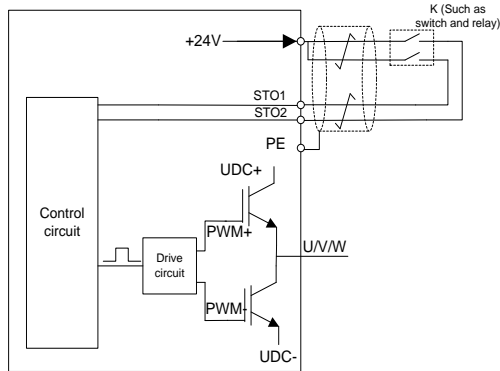 K (Such as
switch and relay)
+24V
STO1
STO2
PE
UDC+
Control
circuit
PWM+
U/V/W
Drive
circuit
PWM-
UDC-